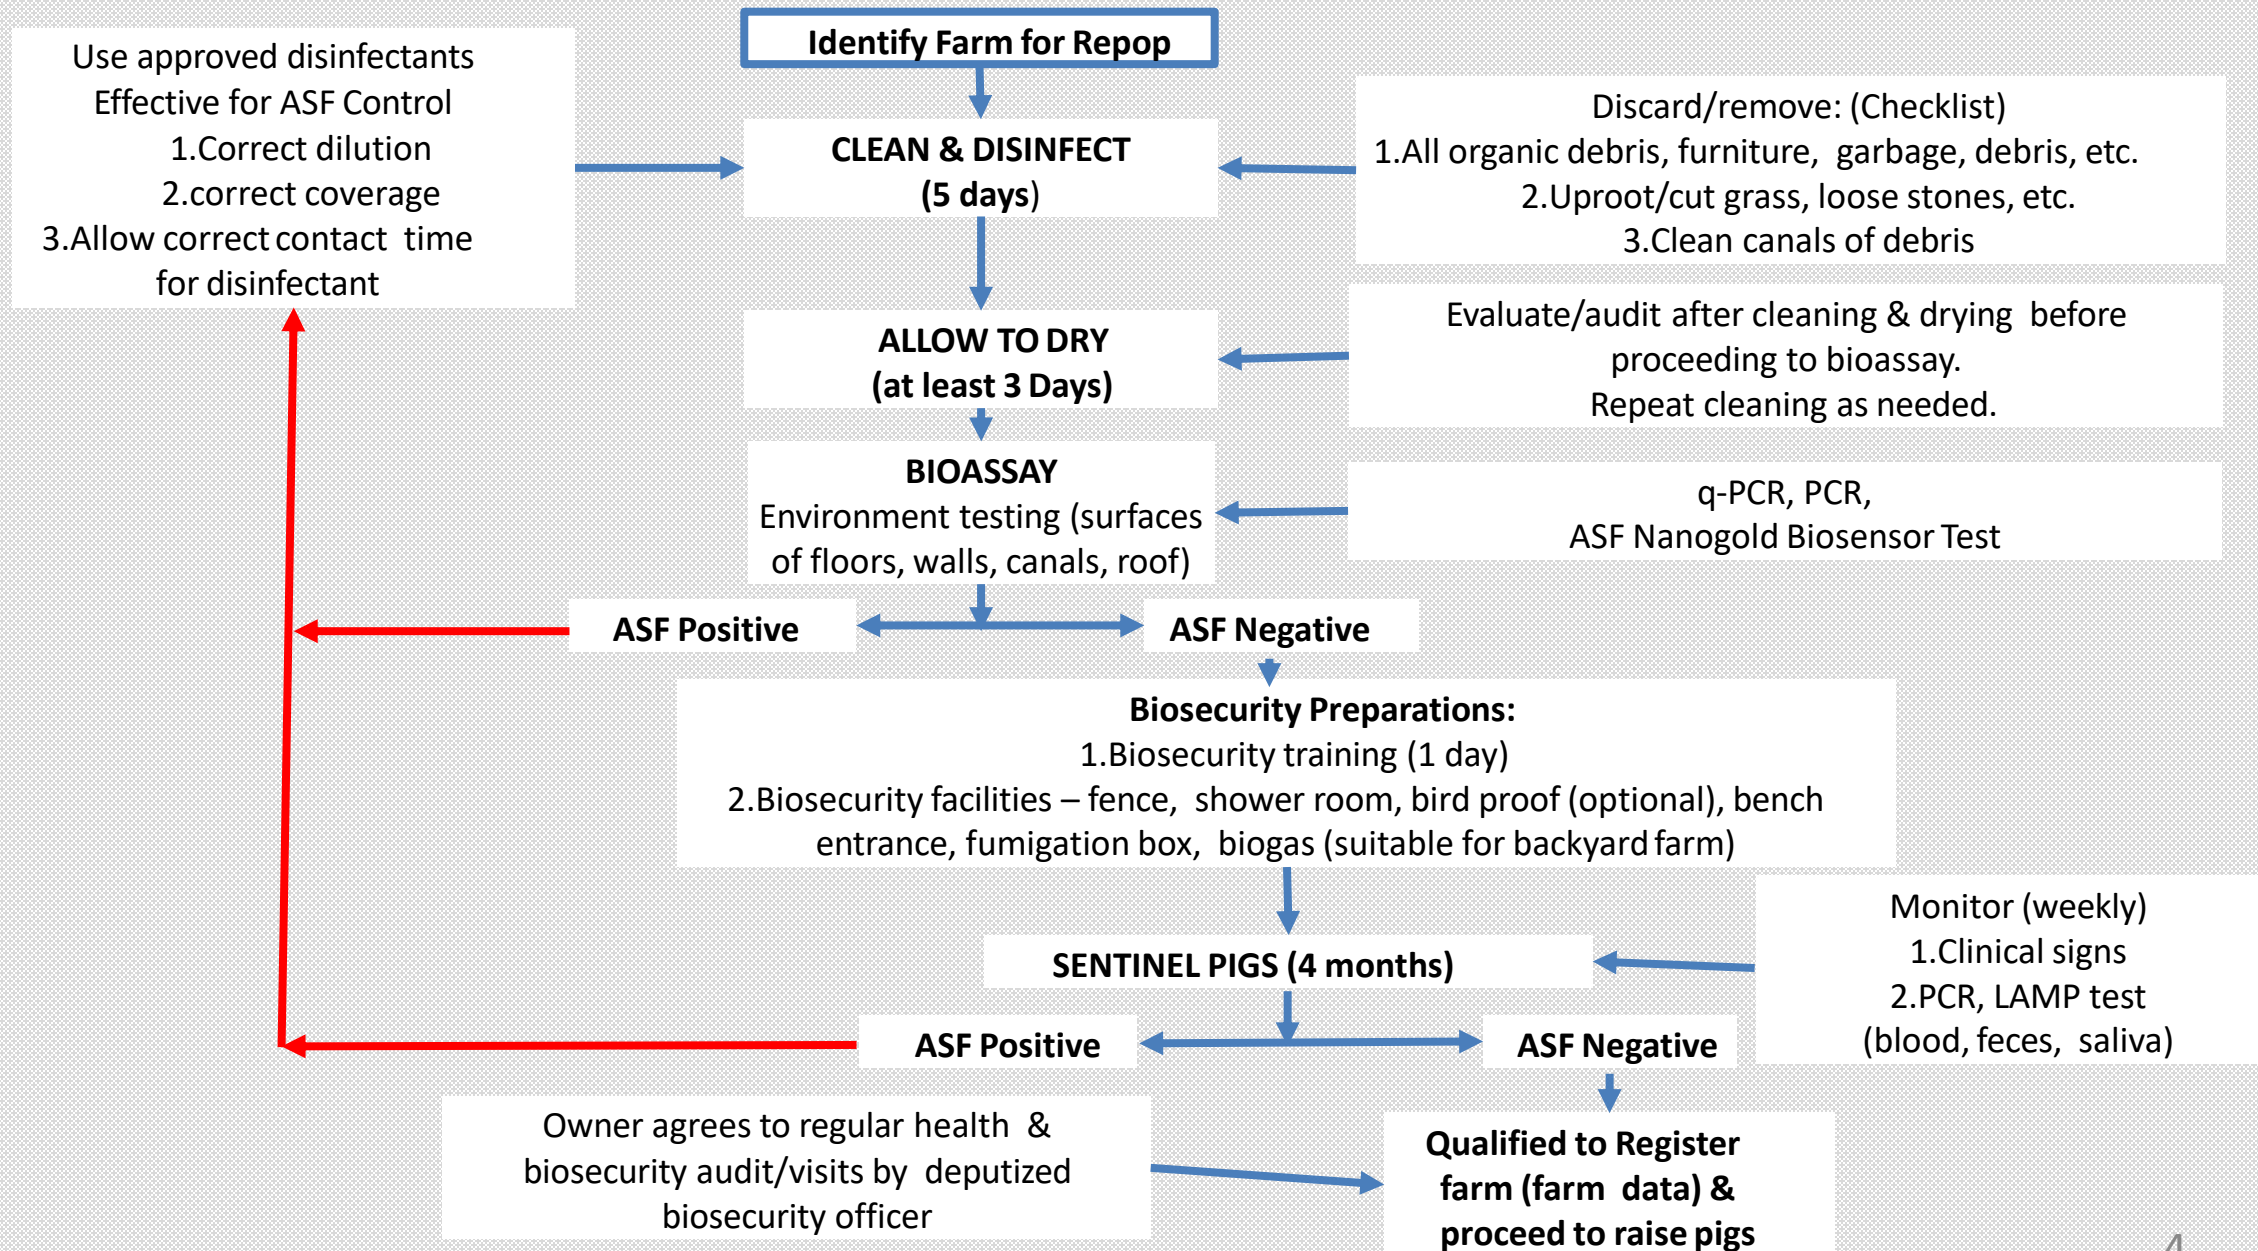 Identify Farm for Repop
Use approved disinfectants
Effective for ASF Control
1.Correct dilution
2.correct coverage
3.Allow correct contact time
for disinfectant
CLEAN & DISINFECT
(5 days)
Discard/remove: (Checklist)
1.All organic debris, furniture, garbage, debris, etc.
2.Uproot/cut grass, loose stones, etc.
3.Clean canals of debris
ALLOW TO DRY
(at least 3 Days)
Evaluate/audit after cleaning & drying before
proceeding to bioassay.
Repeat cleaning as needed.
BIOASSAY
Environment testing (surfaces
of floors, walls, canals, roof)
q-PCR, PCR,
ASF Nanogold Biosensor Test
ASF Positive
ASF Negative
Biosecurity Preparations:
1.Biosecurity training (1 day)
2.Biosecurity facilities – fence, shower room, bird proof (optional), bench
entrance, fumigation box, biogas (suitable for backyard farm)
SENTINEL PIGS (4 months)
Monitor (weekly)
1.Clinical signs
2.PCR, LAMP test
(blood, feces, saliva)
ASF Positive
ASF Negative
Owner agrees to regular health &
biosecurity audit/visits by deputized
biosecurity officer
Qualified to Register
farm (farm data) &
proceed to raise pigs
4